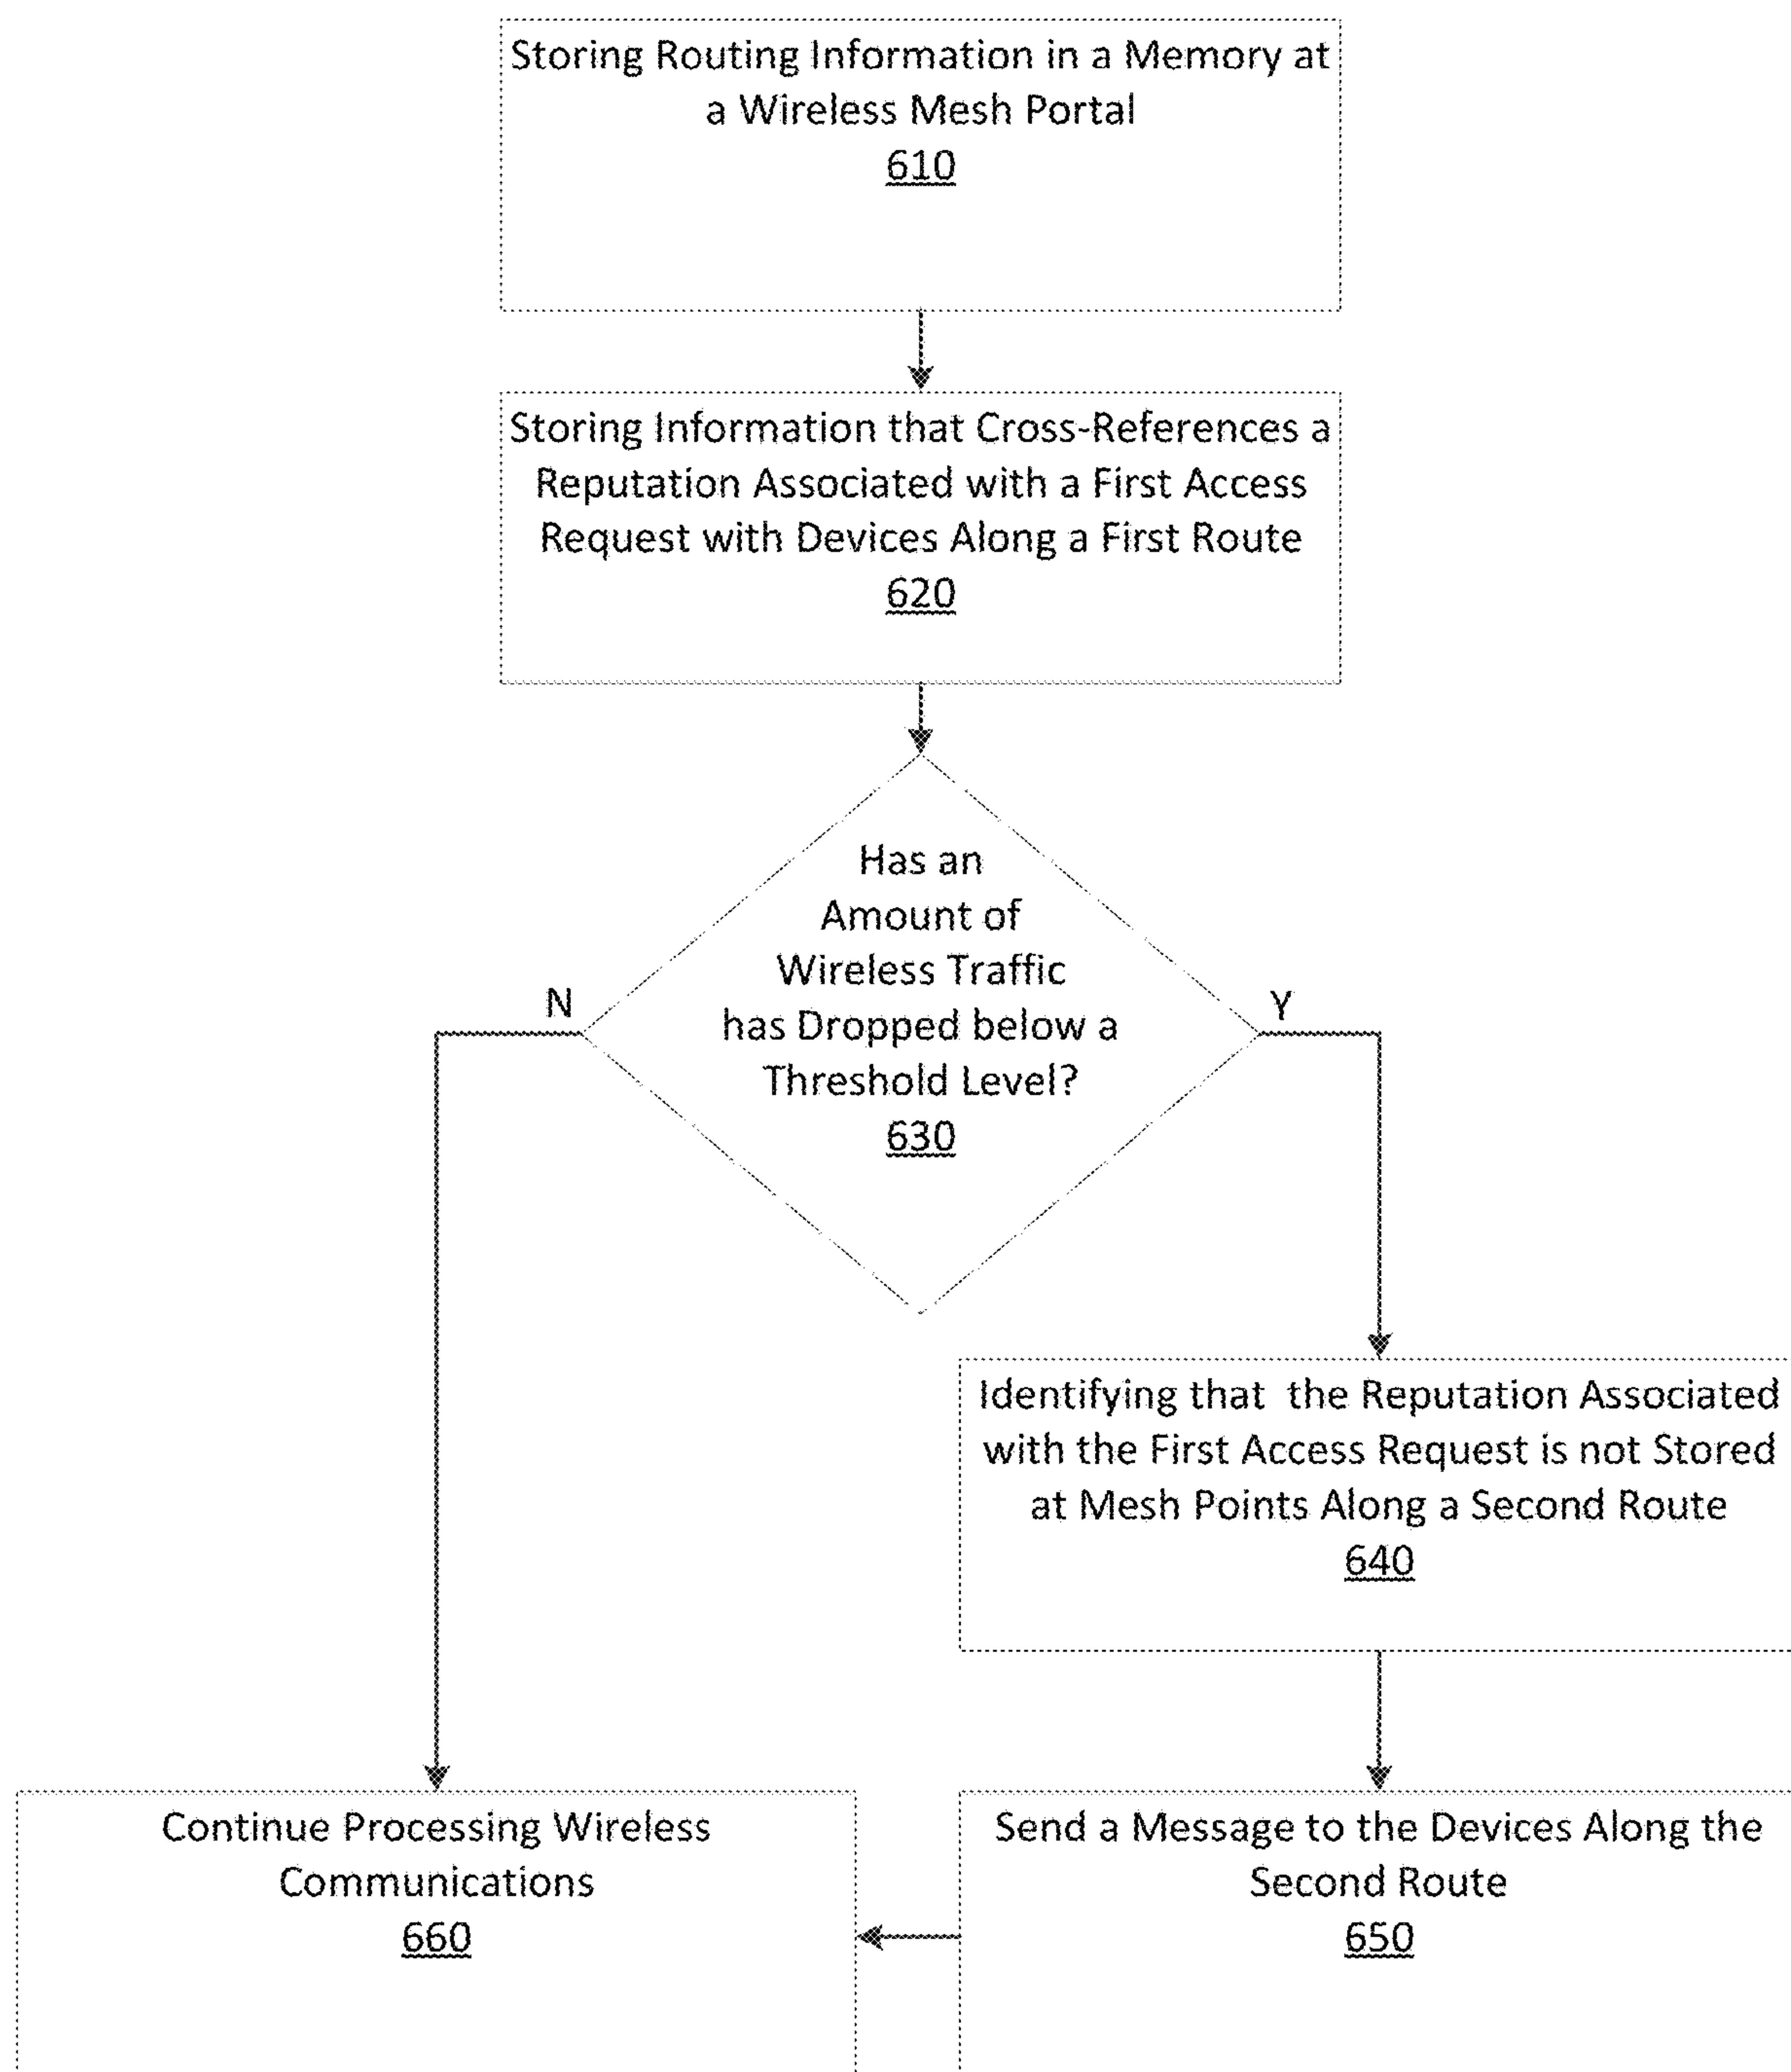 Storing Routing Information in a Memory at
a Wireless Mesh Portal
610
Storing Information that Cross-References a
Reputation Associated with a First Access
Request with Devices Along a First Route
620
Has an
Amount of
Wireless Traffic
has Dropped below a
Threshold Level?
630
N
Y
Identifying that the Reputation Associated
with the First Access Request is not Stored
at Mesh Points Along a Second Route
640
Continue Processing Wireless
Communications
660
Send a Message to the Devices Along the
Second Route
650